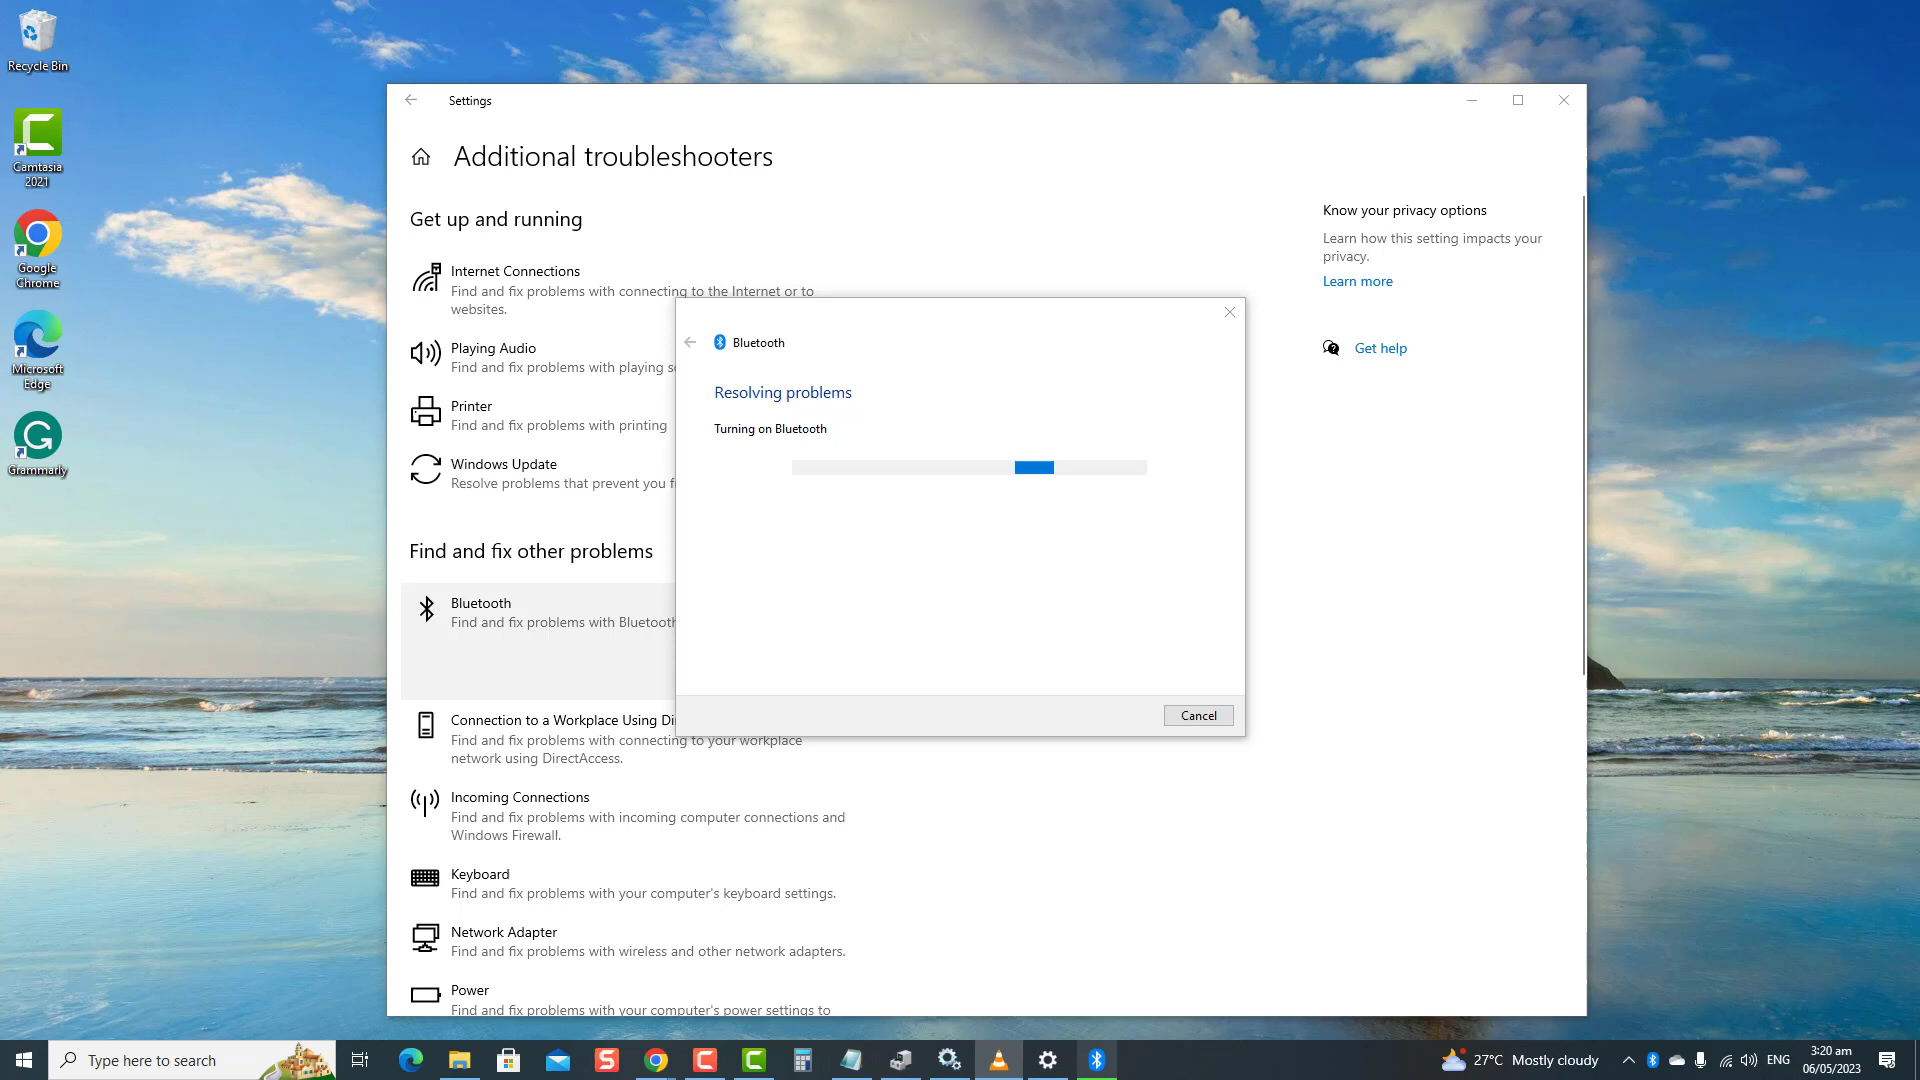 Recycle Bin
Camtasia
2021
Google
Chrome
Microsoft
Edge
Grammarly
Settings
Additional troubleshooters
Get up and running
Internet Connections
Find and fix problems with connecting to the Internet or to
websites.
Playing Audio
Find and fix problems with playing
Printer
Find and fix problems with printing
Windows Update
Resolve problems that prevent you
Find and fix other problems
Bluetooth
Find and fix problems with Bluetooth
Connection to a Workplace Using
Find and fix problems with connecting to your workplace
network using DirectAccess.
Incoming Connections
Find and fix problems with incoming computer connections and
Windows Firewall.
Keyboard
Find and fix problems with your computer's keyboard settings.
Network Adapter
Find and fix problems with wireless and other network adapters.
Power
Find and fix problems with your computer's power settings to
Know your privacy options
Learn how this setting impacts your
privacy.
Learn more
Get help
Bluetooth
Resolving problems
Turning on Bluetooth
Cancel
Type here to search
27°C Mostly cloudy
ENG
3:20 am
06/05/2023